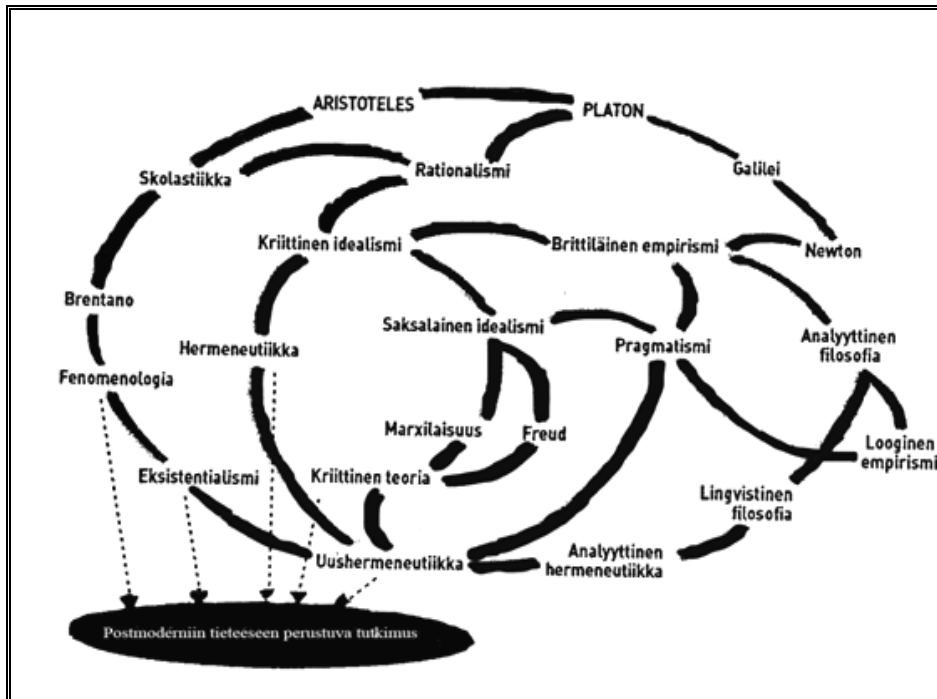 ARISTOTELES
PLATON
Skolastiikka
Rationalismi
Galilei
Kriittinen idealismi
Brittiläinen empirismi
Newton
Brentano
Saksalainen idealismi
Hermeneutiikka
Pragmatismi
Analyyttinen
filosofia
Fenomenologia
Marxilaisuus
Freud
Looginen
empirismi
Eksistentialismi
Kriittinen teoria
Lingvistinen
filosofia
Uushermeneutiikka
Analyyttinen
hermeneutiikka
Postmoderniin tieteeseen perustuva tutkimus